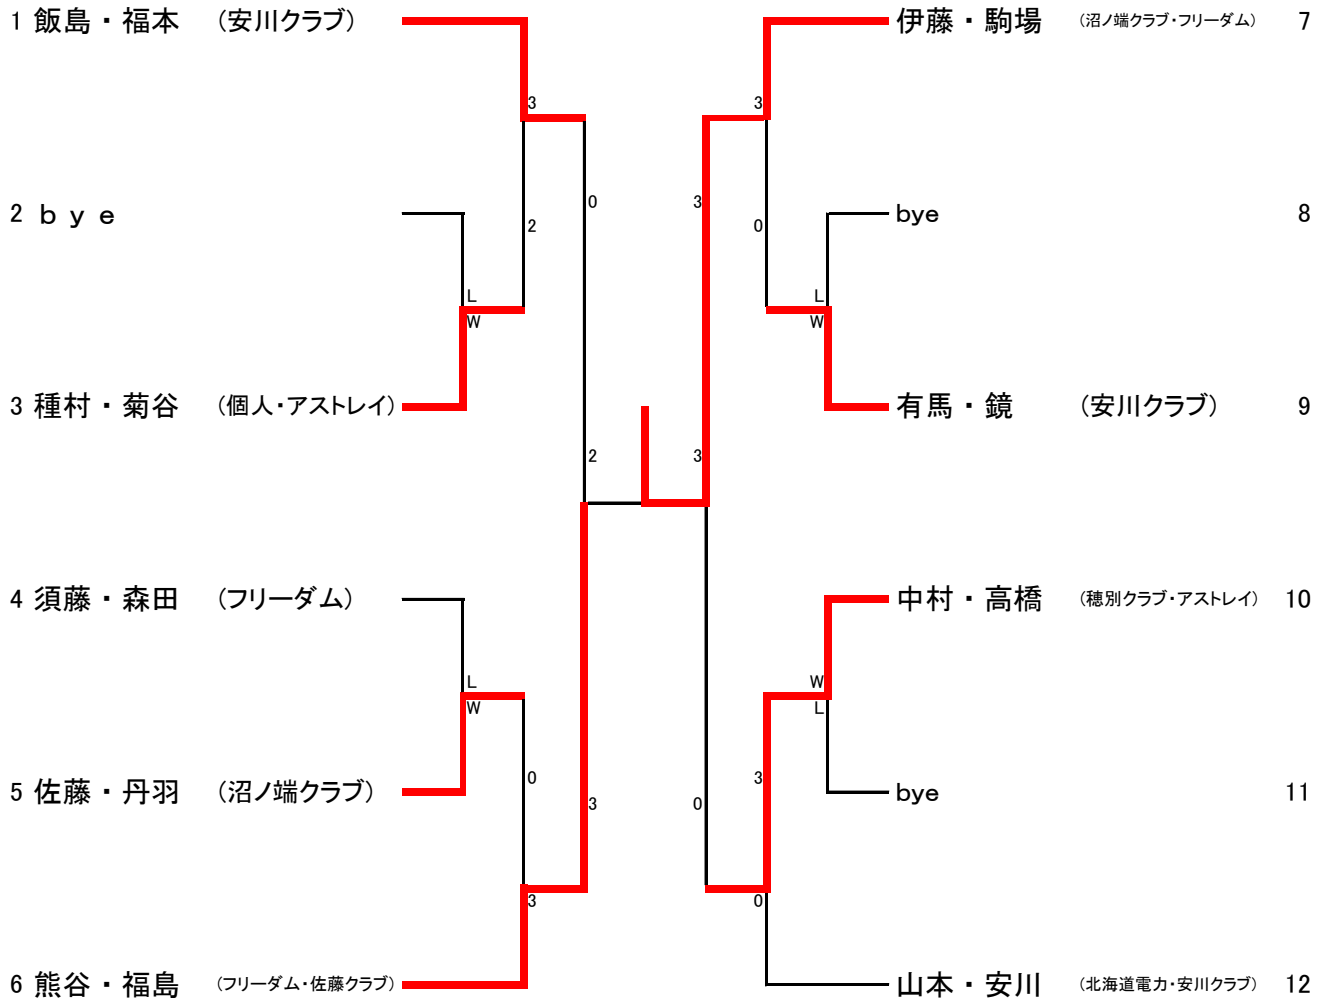 1 飯島・福本 (安川クラブ)
3
2
2 ｂｙｅ
L
W
3 種村・菊谷 (個人・アストレイ)
0
2
4 須藤・森田 (フリーダム)
L
W
5 佐藤・丹羽 (沼ノ端クラブ)
0
3
3
6 熊谷・福島 (フリーダム・佐藤クラブ)
伊藤・駒場 (沼ノ端クラブ・フリーダム) 7
3
3
0
bye 8
L
W
有馬・鏡 (安川クラブ) 9
3
中村・高橋 (穂別クラブ・アストレイ) 10
W
L
3
0
bye 11
0
山本・安川 (北海道電力・安川クラブ) 12